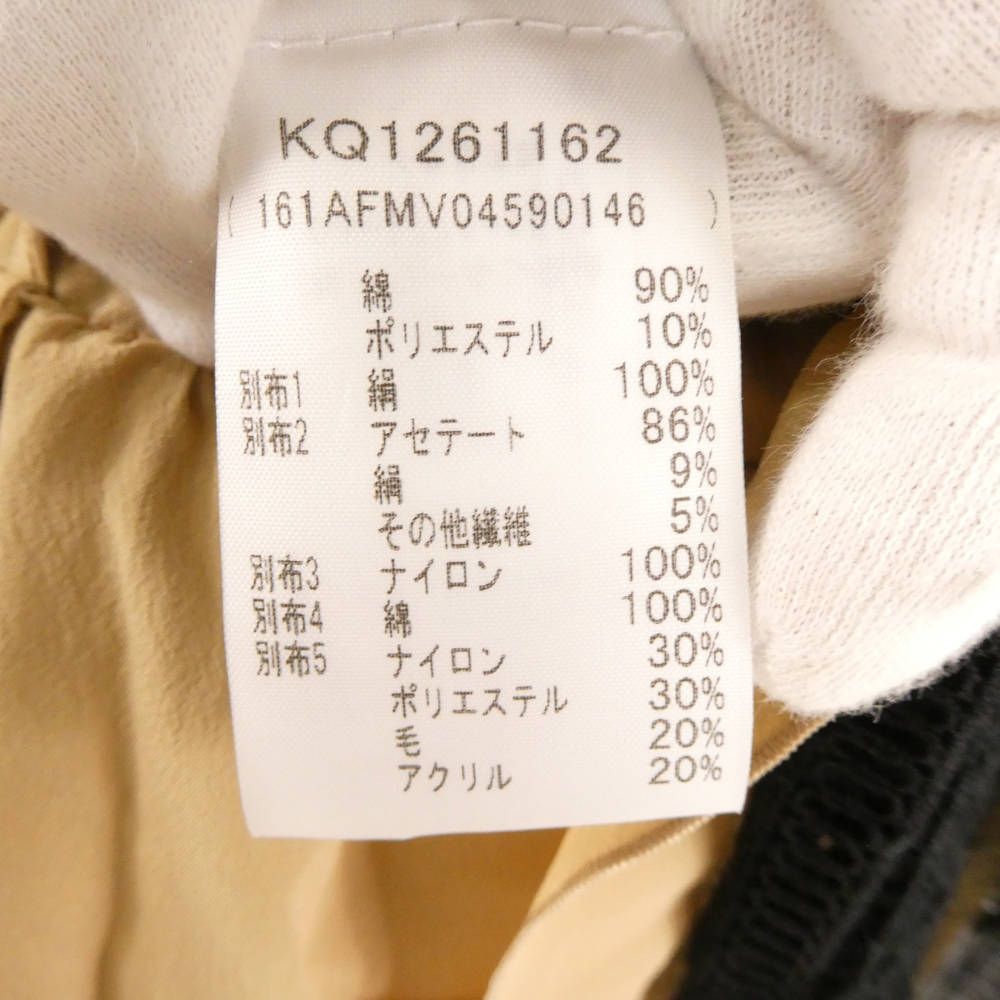 KQ1261162
( 161AFMV04590146 )
綿 90%
ポリエステル 10%
別布1 絹 100%
別布2 アセテート 86%
絹 9%
その他繊維 5%
別布3 ナイロン 100%
別布4 綿 100%
別布5 ナイロン 30%
ポリエステル 30%
毛 20%
アクリル 20%